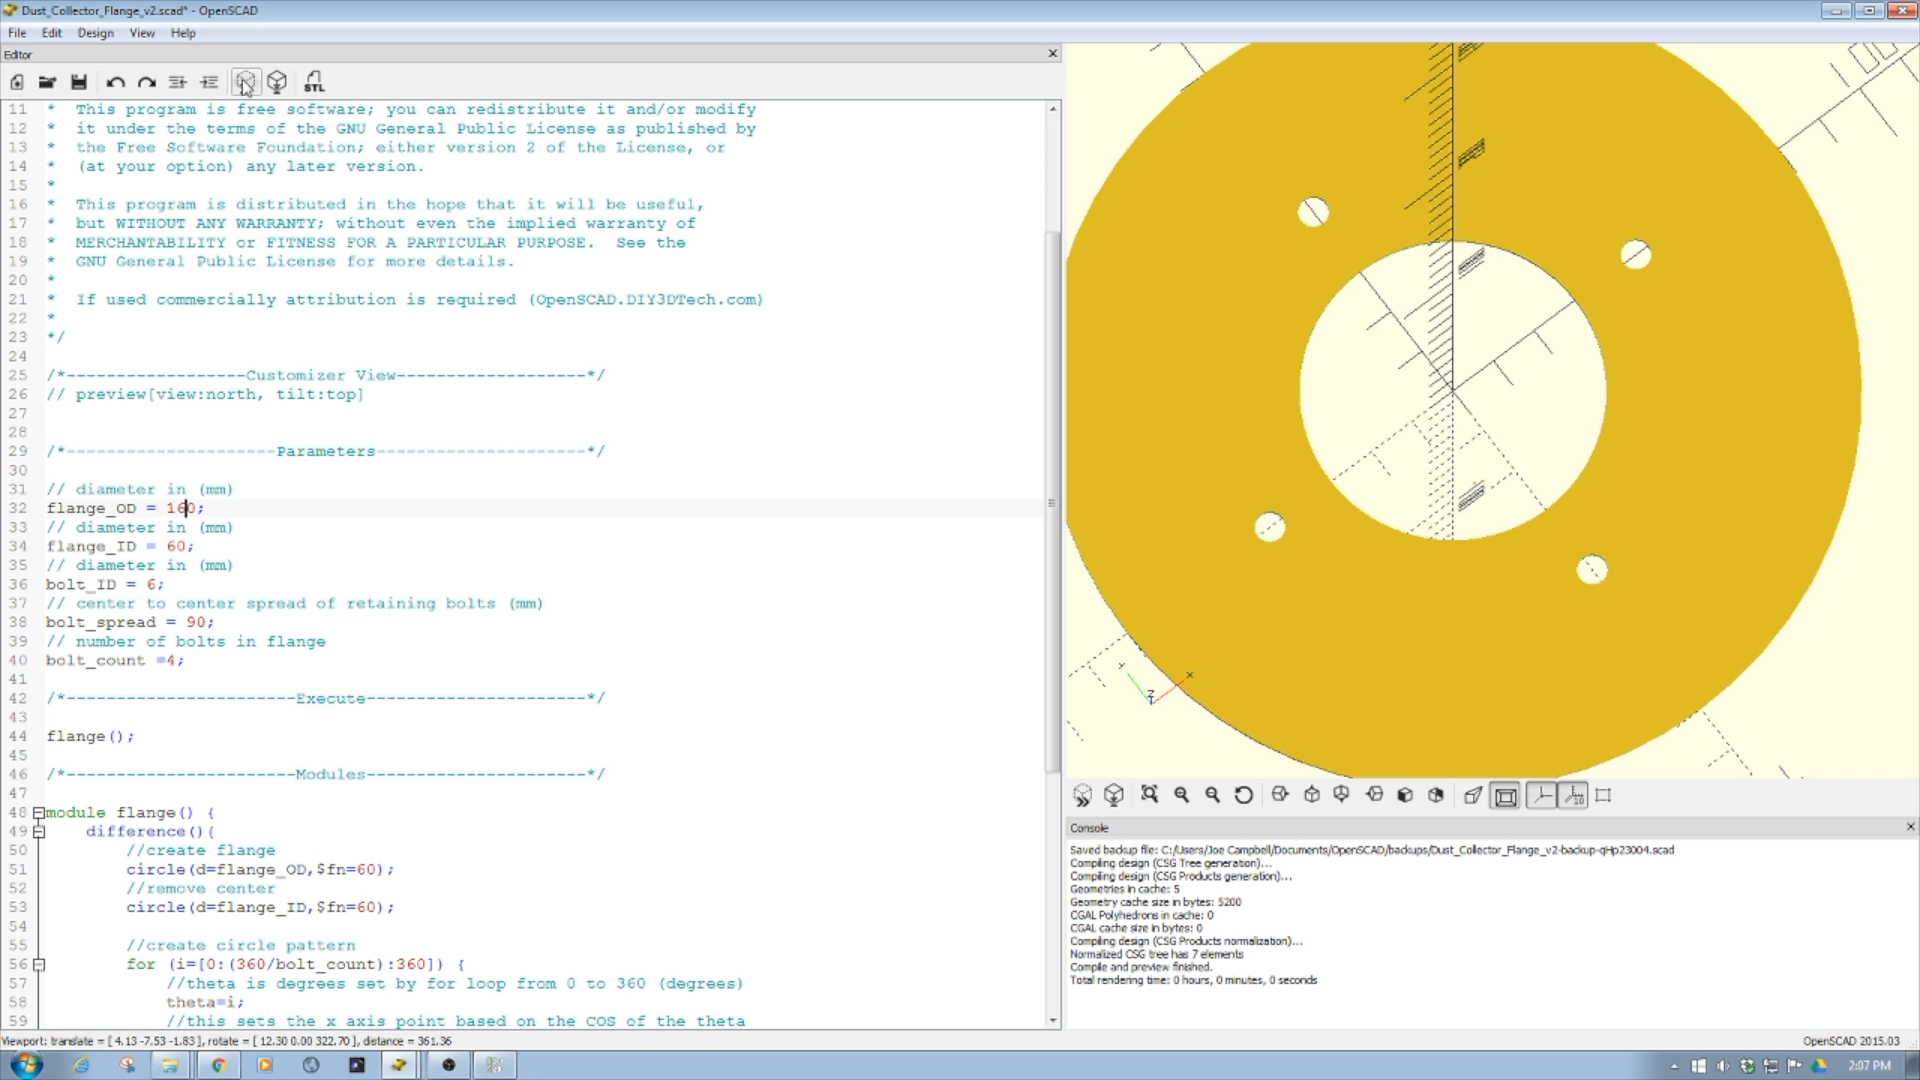 Dust_Collector_Flange_v2.scad* - OpenSCAD
File Edit Design View Help
Editor
STL
11 * This program is free software; you can redistribute it and/or modify
12 * it under the terms of the GNU General Public License as published by
13 * the Free Software Foundation; either version 2 of the License, or
14 * (at your option) any later version.
15 *
16 * This program is distributed in the hope that it will be useful,
17 * but WITHOUT ANY WARRANTY; without even the implied warranty of
18 * MERCHANTABILITY or FITNESS FOR A PARTICULAR PURPOSE.  See the
19 * GNU General Public License for more details.
20 *
21 * If used commercially attribution is required (OpenSCAD.DIY3DTech.com)
22 *
23 */
24
25 /*------------------Customizer View-------------------*/
26 // preview[view:north, tilt:top]
27
28
29 /*---------------------Parameters---------------------*/
30
31 // diameter in (mm)
32 flange_OD = 160;
33 // diameter in (mm)
34 flange_ID = 60;
35 // diameter in (mm)
36 bolt_ID = 6;
37 // center to center spread of retaining bolts (mm)
38 bolt_spread = 90;
39 // number of bolts in flange
40 bolt_count =4;
41
42 /*-----------------------Execute----------------------*/
43
44 flange();
45
46 /*-----------------------Modules----------------------*/
47
48 module flange() {
49 difference(){
50 //create flange
51 circle(d=flange_OD,$fn=60);
52 //remove center
53 circle(d=flange_ID,$fn=60);
54
55 //create circle pattern
56 for (i=[0:(360/bolt_count):360]) {
57 //theta is degrees set by for loop from 0 to 360 (degrees)
58 theta=i;
59 //this sets the x axis point based on the COS of the theta
Y
X
Z
10
Console
Saved backup file: C:/Users/Joe Campbell/Documents/OpenSCAD/backups/Dust_Collector_Flange_v2-backup-qHp23004.scad
Compiling design (CSG Tree generation)...
Compiling design (CSG Products generation)...
Geometries in cache: 5
Geometry cache size in bytes: 5200
CGAL Polyhedrons in cache: 0
CGAL cache size in bytes: 0
Compiling design (CSG Products normalization)...
Normalized CSG tree has 7 elements
Compile and preview finished.
Total rendering time: 0 hours, 0 minutes, 0 seconds
Viewport: translate = [ 4.13 -7.53 -1.83 ], rotate = [ 12.30 0.00 322.70 ], distance = 361.36
OpenSCAD 2015.03
2:07 PM